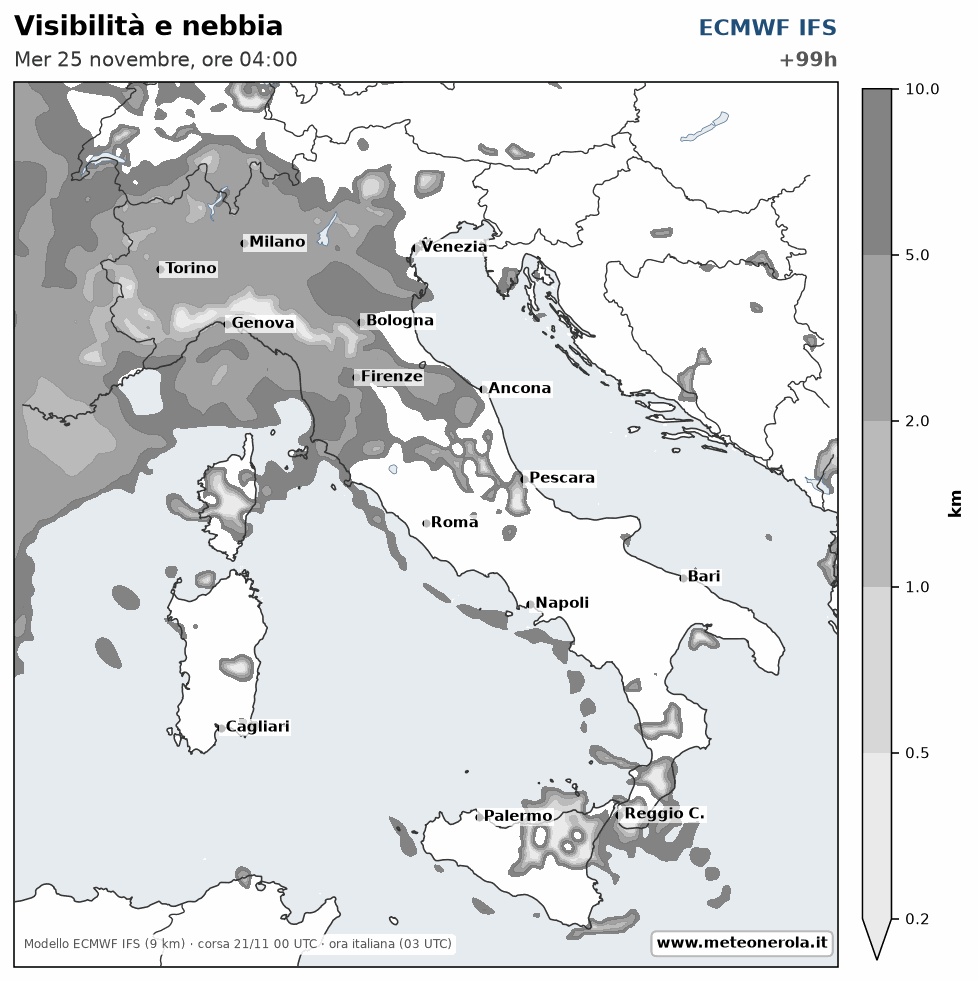 Visibilità e nebbia
ECMWF IFS
Mer 25 novembre, ore 04:00
+99h
10.0
5.0
2.0
1.0
0.5
0.2
km
Milano
Venezia
Torino
Genova
Bologna
Firenze
Ancona
Pescara
Roma
Bari
Napoli
Cagliari
Palermo
Reggio C.
Modello ECMWF IFS (9 km) · corsa 21/11 00 UTC · ora italiana (03 UTC)
www.meteonerola.it